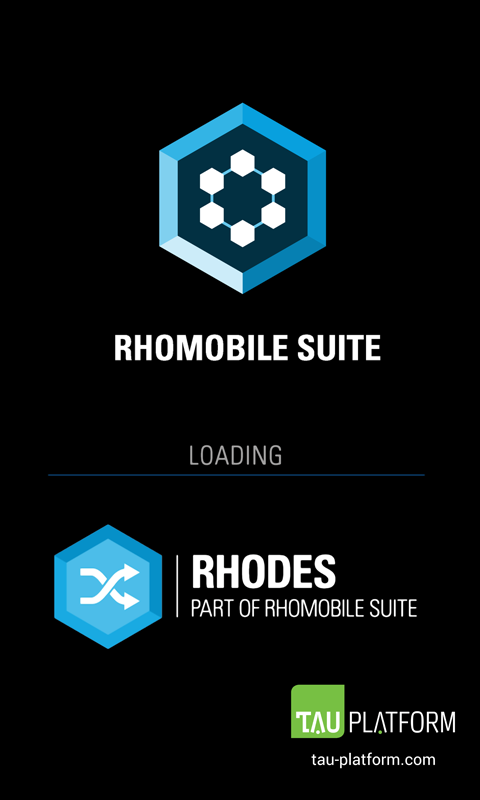 RHOMOBILE SUITE
LOADING
RHODES
PART OF RHOMOBILE SUITE
TAU PLATFORM
tau-platform.com